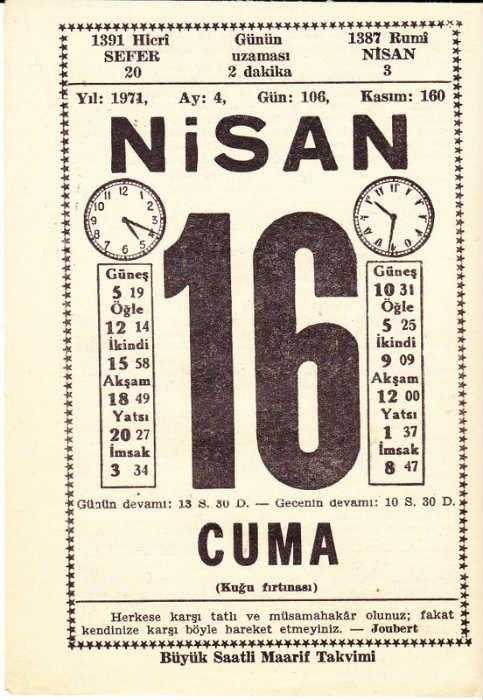 1391 Hicrî
SEFER
20
Günün
uzaması
2 dakika
1387 Rumî
NİSAN
3
Yıl: 1971, Ay: 4, Gün: 106, Kasım: 160
NiSAN
16
Güneş
5 19
Öğle
12 14
İkindi
15 58
Akşam
18 49
Yatsı
20 27
İmsak
3 34
Güneş
10 31
Öğle
5 25
İkindi
9 09
Akşam
12 00
Yatsı
1 37
İmsak
8 47
Günün devamı: 13 S. 30 D. — Gecenin devamı: 10 S. 30 D.
CUMA
(Kuğu fırtınası)
Herkese karşı tatlı ve müsamahakâr olunuz; fakat
kendinize karşı böyle hareket etmeyiniz. — Joubert
Büyük Saatli Maarif Takvimi